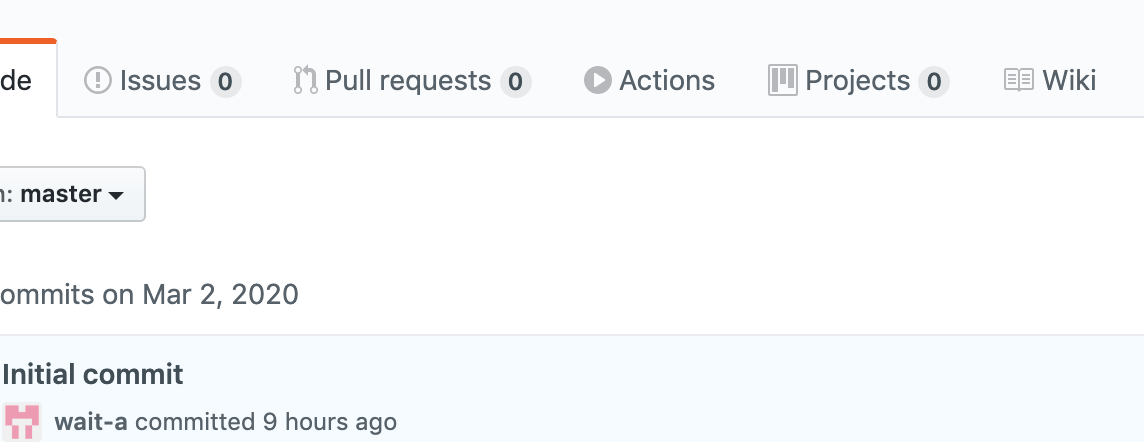 de Issues 0 Pull requests 0 Actions Projects 0 Wiki
: master
ommits on Mar 2, 2020
Initial commit
wait-a committed 9 hours ago